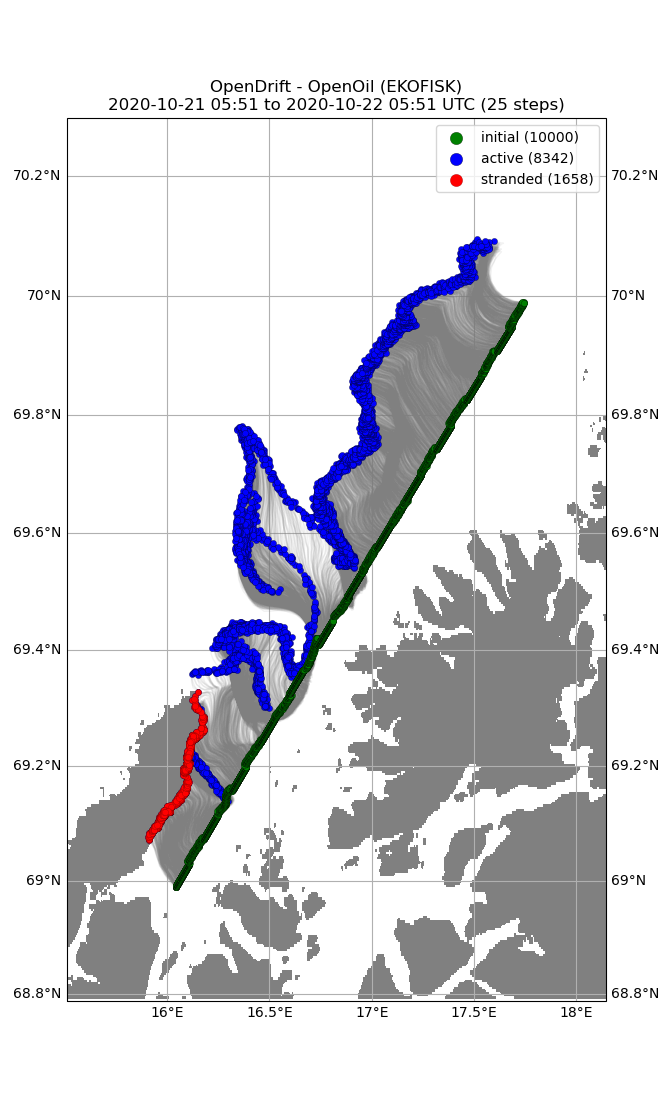 OpenDrift - OpenOil (EKOFISK)
2020-10-21 05:51 to 2020-10-22 05:51 UTC (25 steps)
initial (10000)
active (8342)
stranded (1658)
70.2°N 70.2°N
70°N 70°N
69.8°N 69.8°N
69.6°N 69.6°N
69.4°N 69.4°N
69.2°N 69.2°N
69°N 69°N
68.8°N 68.8°N
16°E 16.5°E 17°E 17.5°E 18°E